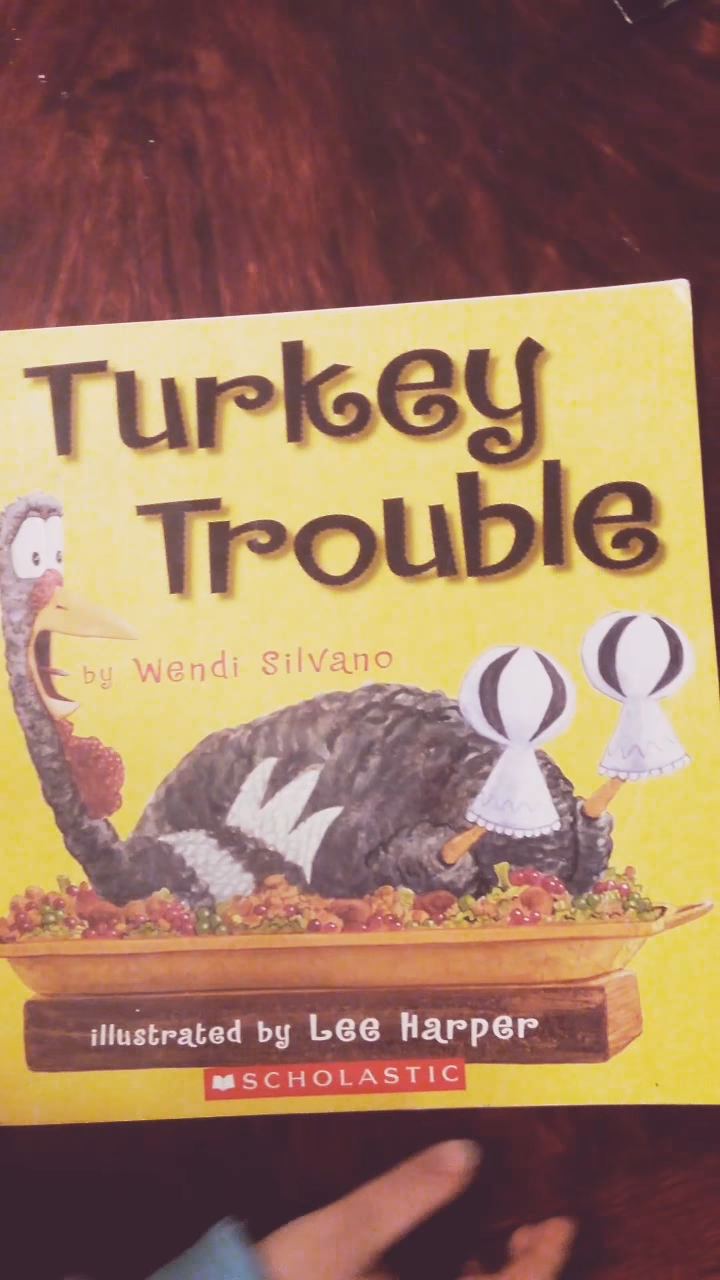 Turkey
Trouble
by Wendi Silvano
illustrated by Lee Harper
SCHOLASTIC